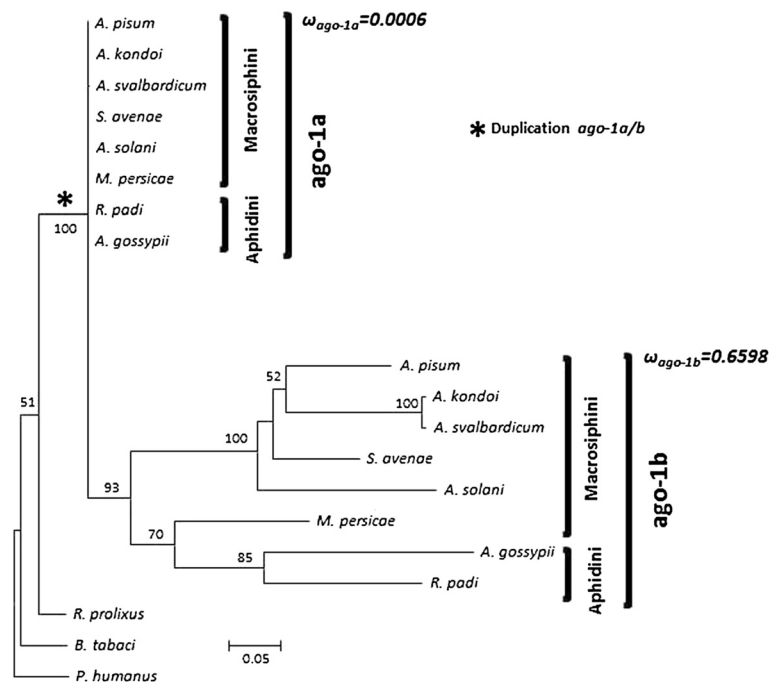 A. pisum
A. kondoi
A. svalbardicum
S. avenae
A. solani
M. persicae
R. padi
A. gossypii
Macrosiphini
Aphidini
ago-1a
ωago-1a=0.0006
* Duplication ago-1a/b
*
100
51
A. pisum
A. kondoi
A. svalbardicum
S. avenae
A. solani
M. persicae
A. gossypii
R. padi
Macrosiphini
Aphidini
ago-1b
ωago-1b=0.6598
52
100
100
93
70
85
R. prolixus
B. tabaci
P. humanus
0.05